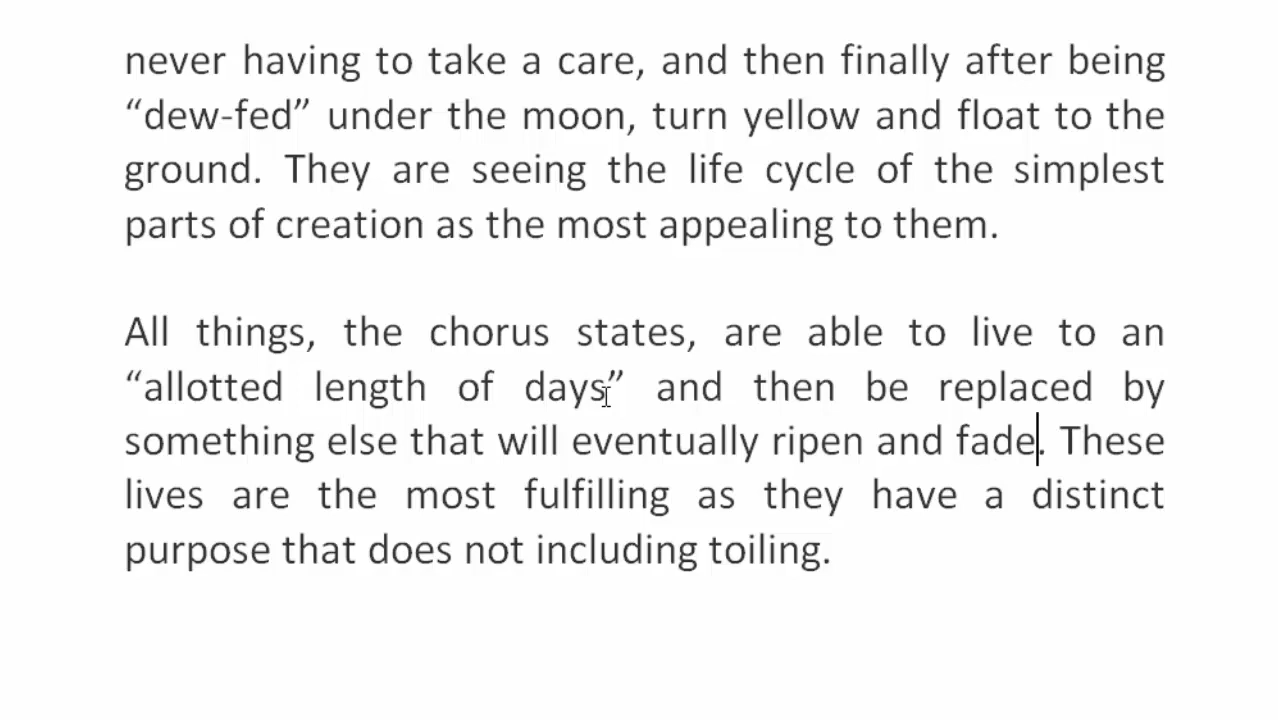 never having to take a care, and then finally after being
“dew-fed” under the moon, turn yellow and float to the
ground. They are seeing the life cycle of the simplest
parts of creation as the most appealing to them.
All things, the chorus states, are able to live to an
“allotted length of days” and then be replaced by
something else that will eventually ripen and fade. These
lives are the most fulfilling as they have a distinct
purpose that does not including toiling.